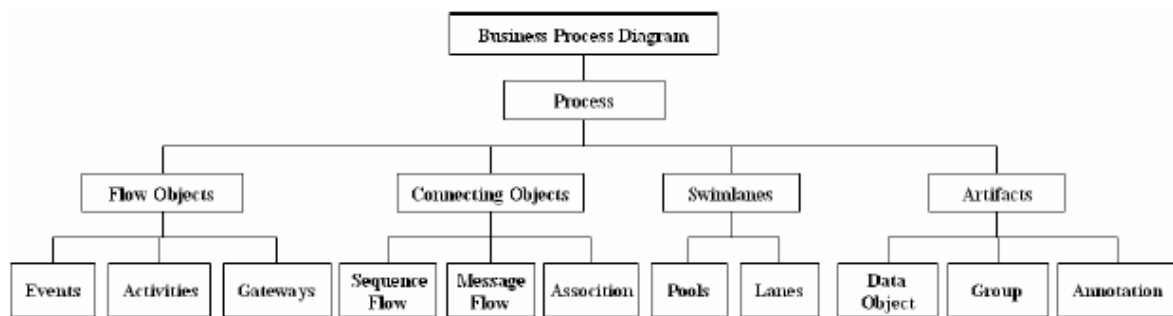 Business Process Diagram
Process
Flow Objects
Connecting Objects
Swimlanes
Artifacts
Events
Activities
Gateways
Sequence
Flow
Message
Flow
Assocition
Pools
Lanes
Data
Object
Group
Annotation